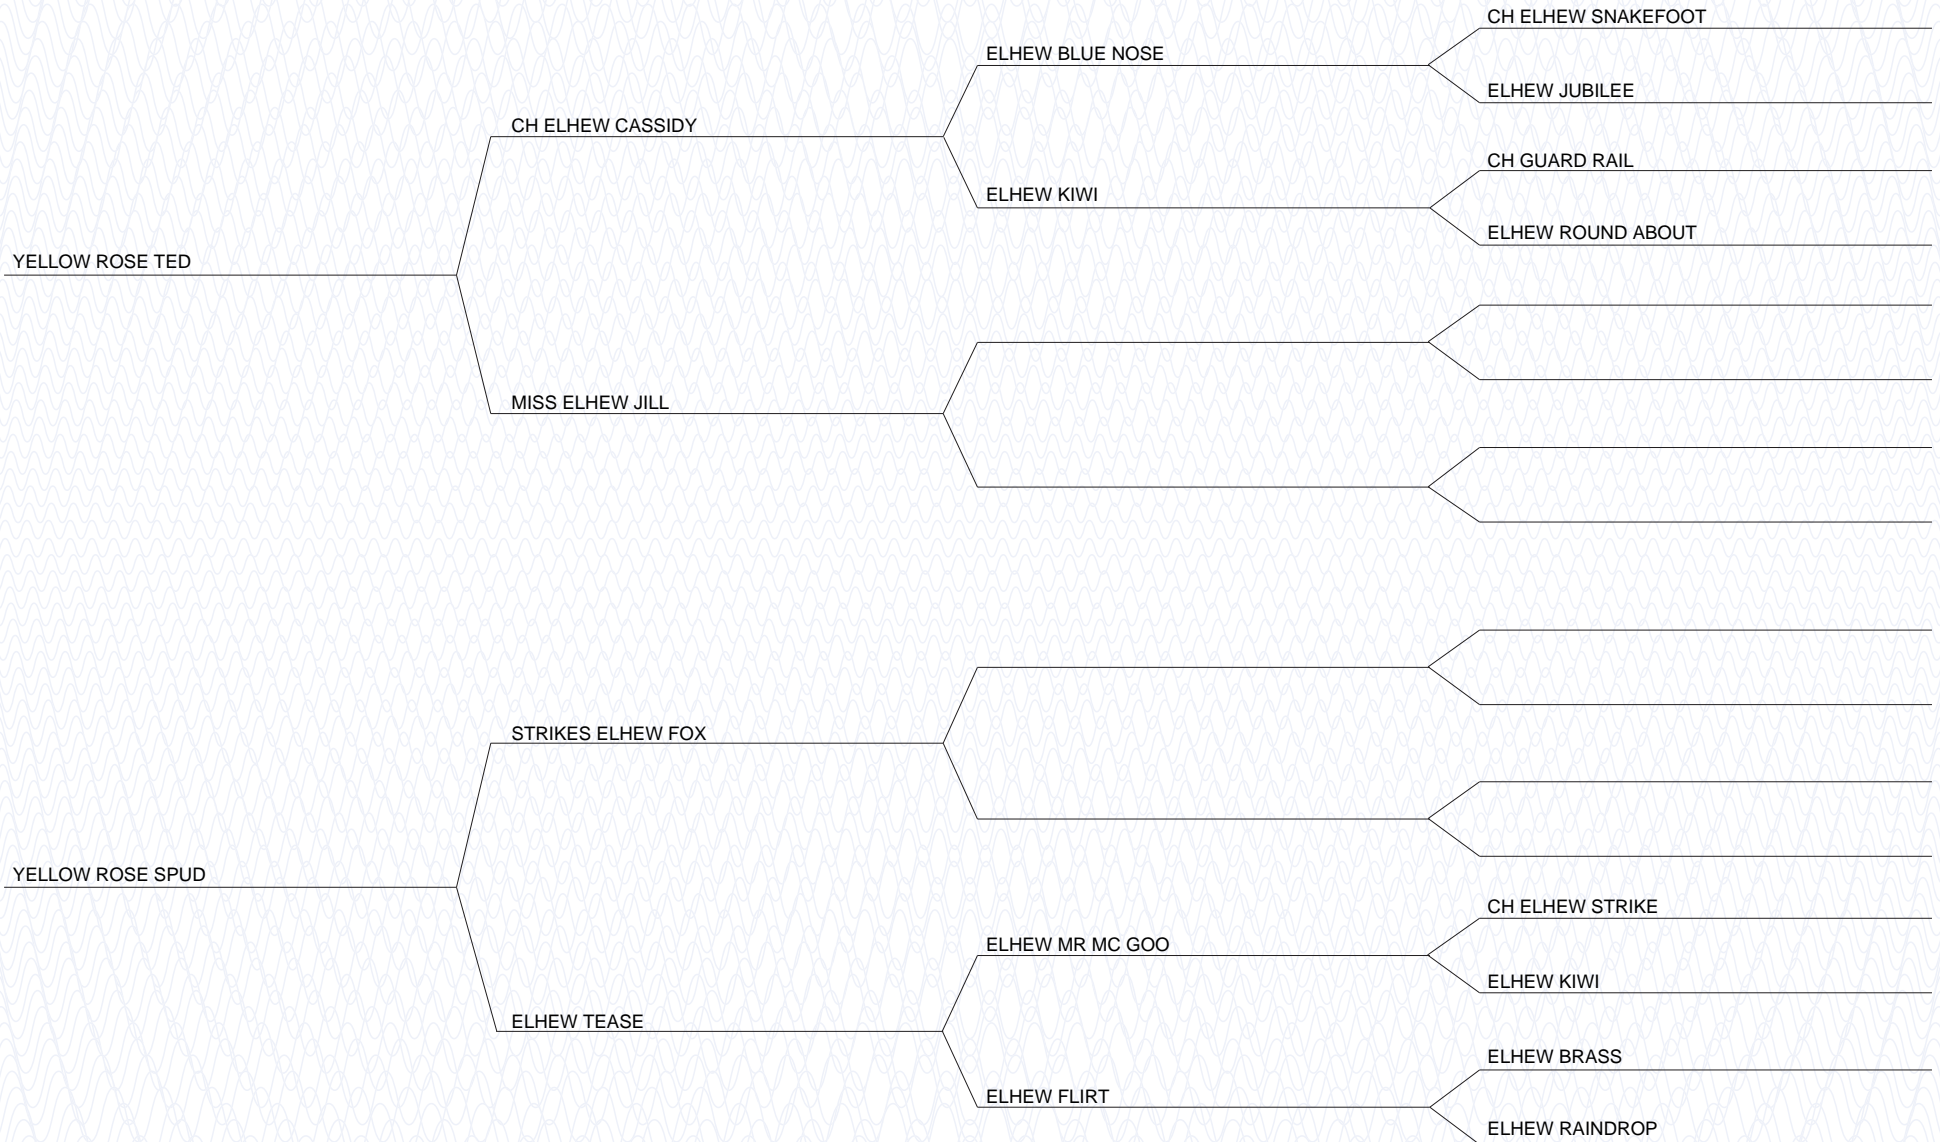 CH ELHEW SNAKEFOOT
ELHEW BLUE NOSE
ELHEW JUBILEE
CH ELHEW CASSIDY
CH GUARD RAIL
ELHEW KIWI
ELHEW ROUND ABOUT
YELLOW ROSE TED
MISS ELHEW JILL
STRIKES ELHEW FOX
YELLOW ROSE SPUD
CH ELHEW STRIKE
ELHEW MR MC GOO
ELHEW KIWI
ELHEW TEASE
ELHEW BRASS
ELHEW FLIRT
ELHEW RAINDROP